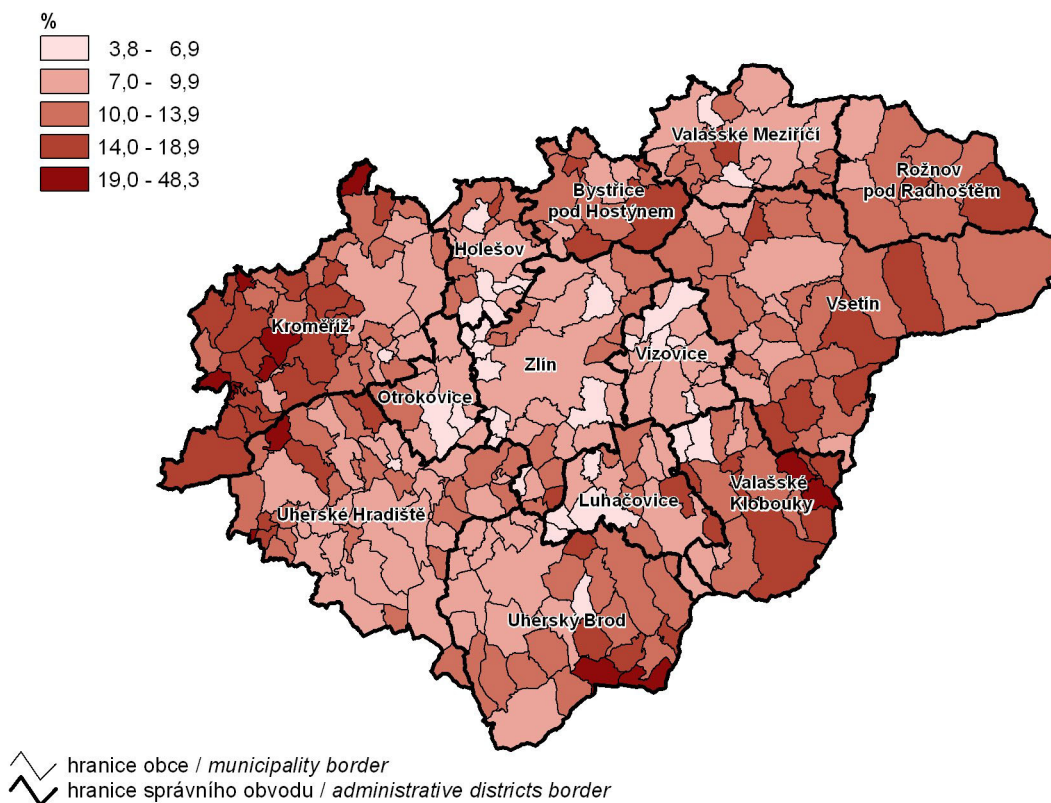 %
3,8 - 6,9
7,0 - 9,9
10,0 - 13,9
14,0 - 18,9
19,0 - 48,3
Valašské Meziříčí
Rožnov
pod Radhoštěm
Bystřice
pod Hostýnem
Holešov
Vsetín
Kroměříž
Vizovice
Zlín
Otrokovice
Valašské
Klobouky
Luhačovice
Uherské Hradiště
Uherský Brod
hranice obce / municipality border
hranice správního obvodu / administrative districts border